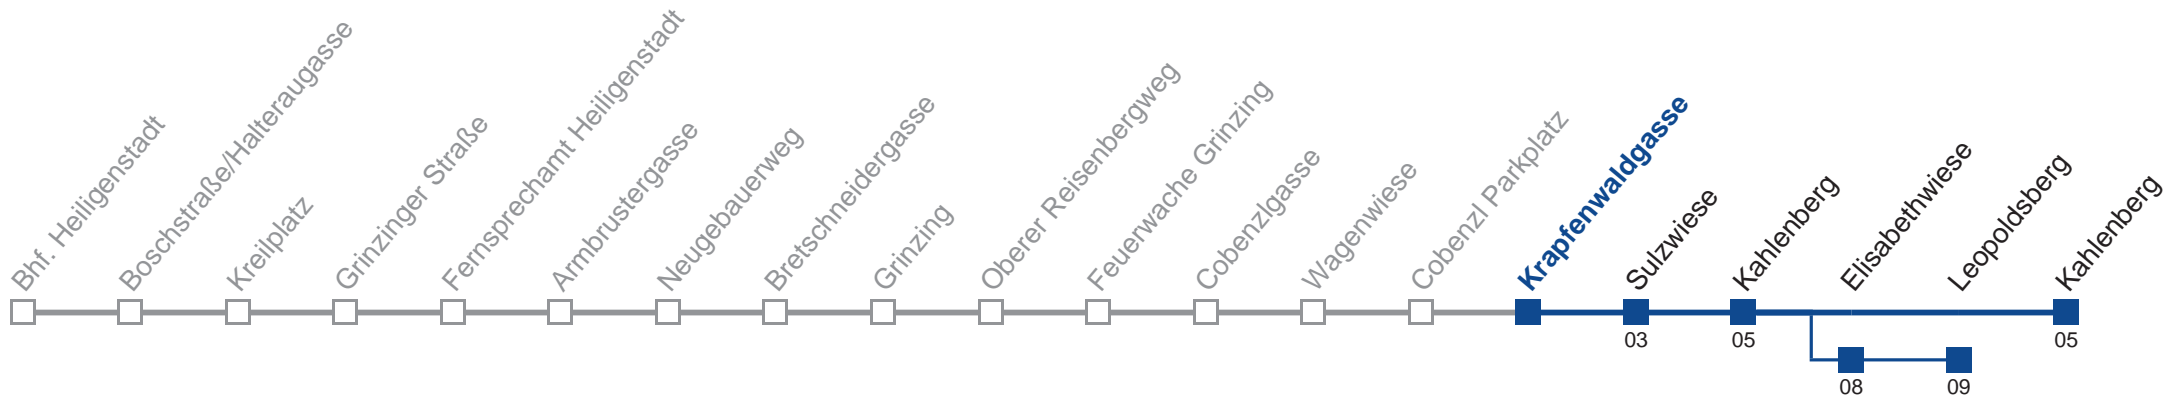 Bhf. Heiligenstadt
Boschstraße/Halteraugasse
Kreilplatz
Grinzinger Straße
Fernsprechamt Heiligenstadt
Armbrustergasse
Neugebauerweg
Bretschneidergasse
Grinzing
Oberer Reisenbergweg
Feuerwache Grinzing
Cobenzlgasse
Wagenwiese
Cobenzl Parkplatz
Krapfenwaldgasse
Sulzwiese
Kahlenberg
Elisabethwiese
Leopoldsberg
Kahlenberg
03
05
05
08
09